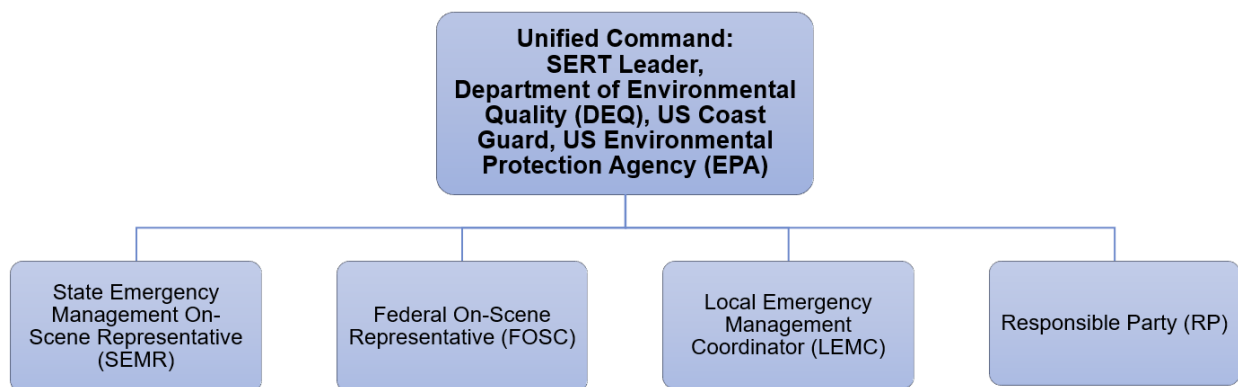 Unified Command:
SERT Leader,
Department of Environmental
Quality (DEQ), US Coast
Guard, US Environmental
Protection Agency (EPA)
State Emergency
Management On-
Scene Representative
(SEMR)
Federal On-Scene
Representative (FOSC)
Local Emergency
Management
Coordinator (LEMC)
Responsible Party (RP)